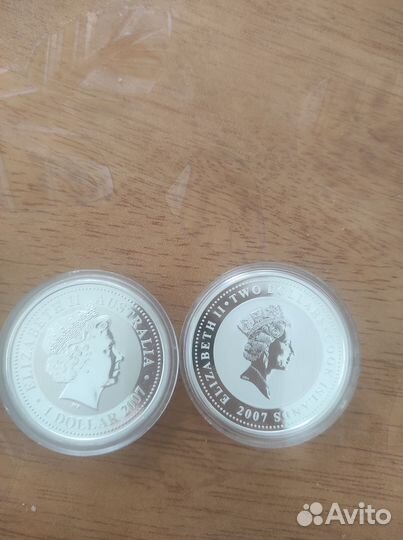 ELIZABETH II AUSTRALIA
1 DOLLAR 2007
ELIZABETH II • TWO DOLLARS COOK ISLANDS
2007
Avito